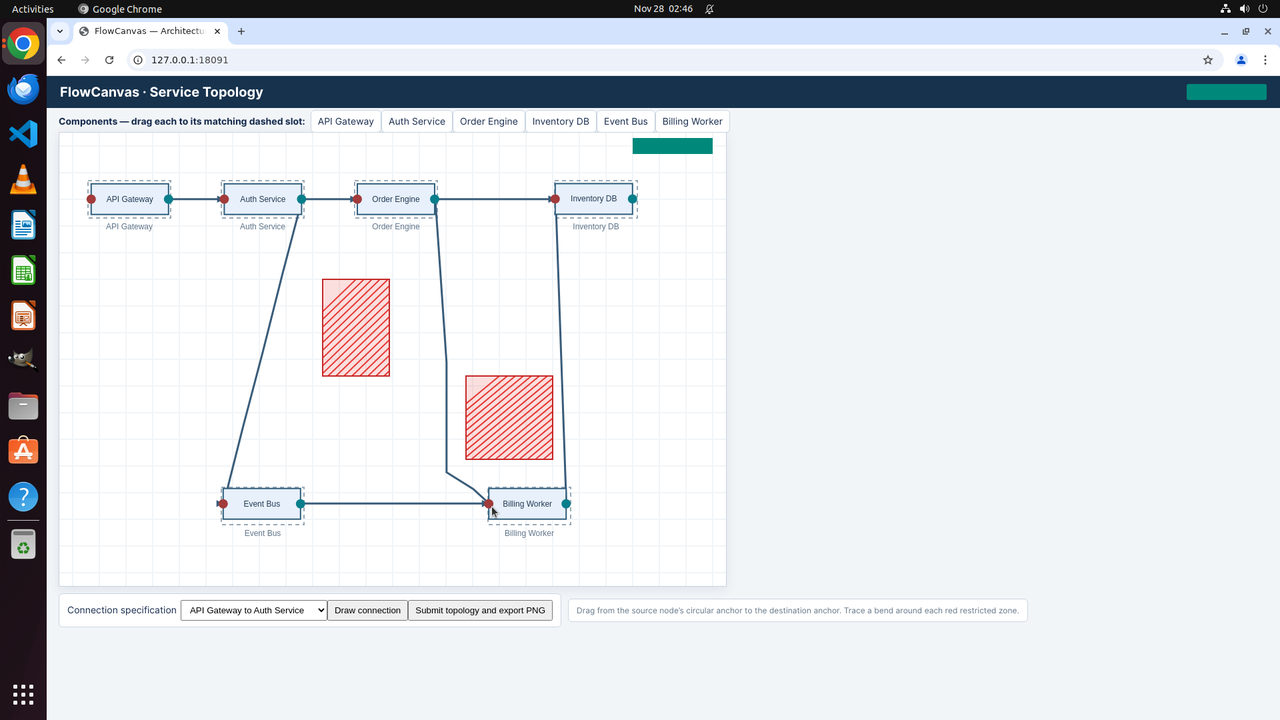 Activities
Google Chrome
Nov 28 02:46
FlowCanvas — Architectu
127.0.0.1:18091
FlowCanvas · Service Topology
Components — drag each to its matching dashed slot:
API Gateway
Auth Service
Order Engine
Inventory DB
Event Bus
Billing Worker
API Gateway
Auth Service
Order Engine
Inventory DB
API Gateway
Auth Service
Order Engine
Inventory DB
Event Bus
Billing Worker
Event Bus
Billing Worker
Connection specification
API Gateway to Auth Service
Draw connection
Submit topology and export PNG
Drag from the source node's circular anchor to the destination anchor. Trace a bend around each red restricted zone.